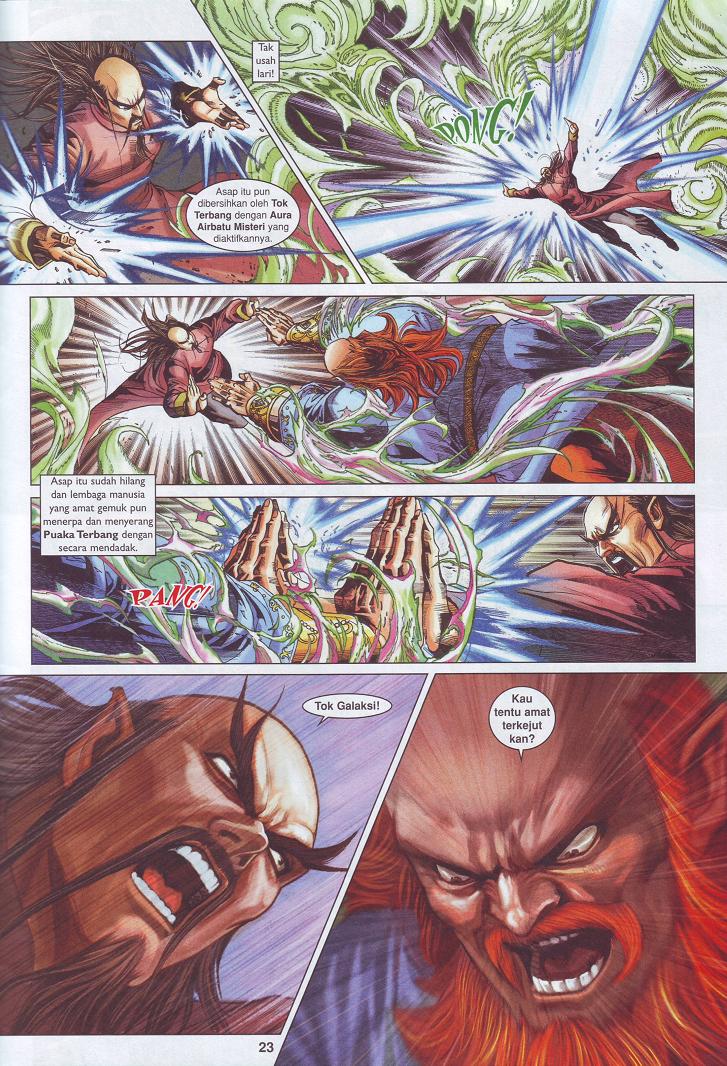 Tak
usah
lari!
Asap itu pun
dibersihkan oleh Tok
Terbang dengan Aura
Airbatu Misteri yang
diaktifkannya.
PONG!
Asap itu sudah hilang
dan lembaga manusia
yang amat gemuk pun
menerpa dan menyerang
Puaka Terbang dengan
secara mendadak.
PANG!
Tok Galaksi!
Kau
tentu amat
terkejut
kan?
23